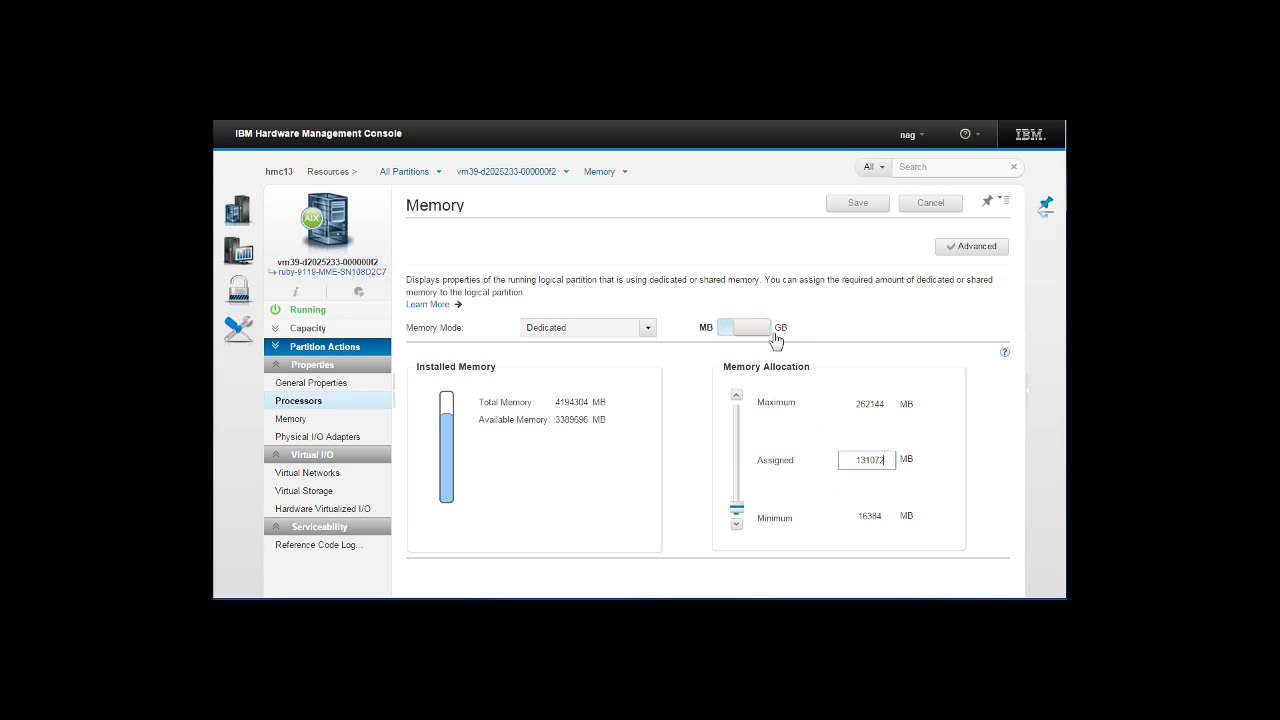 IBM Hardware Management Console
nag
IBM
hmc13 Resources > All Partitions vm39-d2025233-000000f2 Memory
All Search
AIX
vm39-d2025233-000000f2
ruby-9119-MME-SN108D2C7
Running
Capacity
Partition Actions
Properties
General Properties
Processors
Memory
Physical I/O Adapters
Virtual I/O
Virtual Networks
Virtual Storage
Hardware Virtualized I/O
Serviceability
Reference Code Log...
Memory
Save Cancel
Advanced
Displays properties of the running logical partition that is using dedicated or shared memory. You can assign the required amount of dedicated or shared
memory to the logical partition.
Learn More
Memory Mode: Dedicated MB GB
Installed Memory
Total Memory: 4194304 MB
Available Memory: 3389696 MB
Memory Allocation
Maximum 262144 MB
Assigned 131072 MB
Minimum 16384 MB